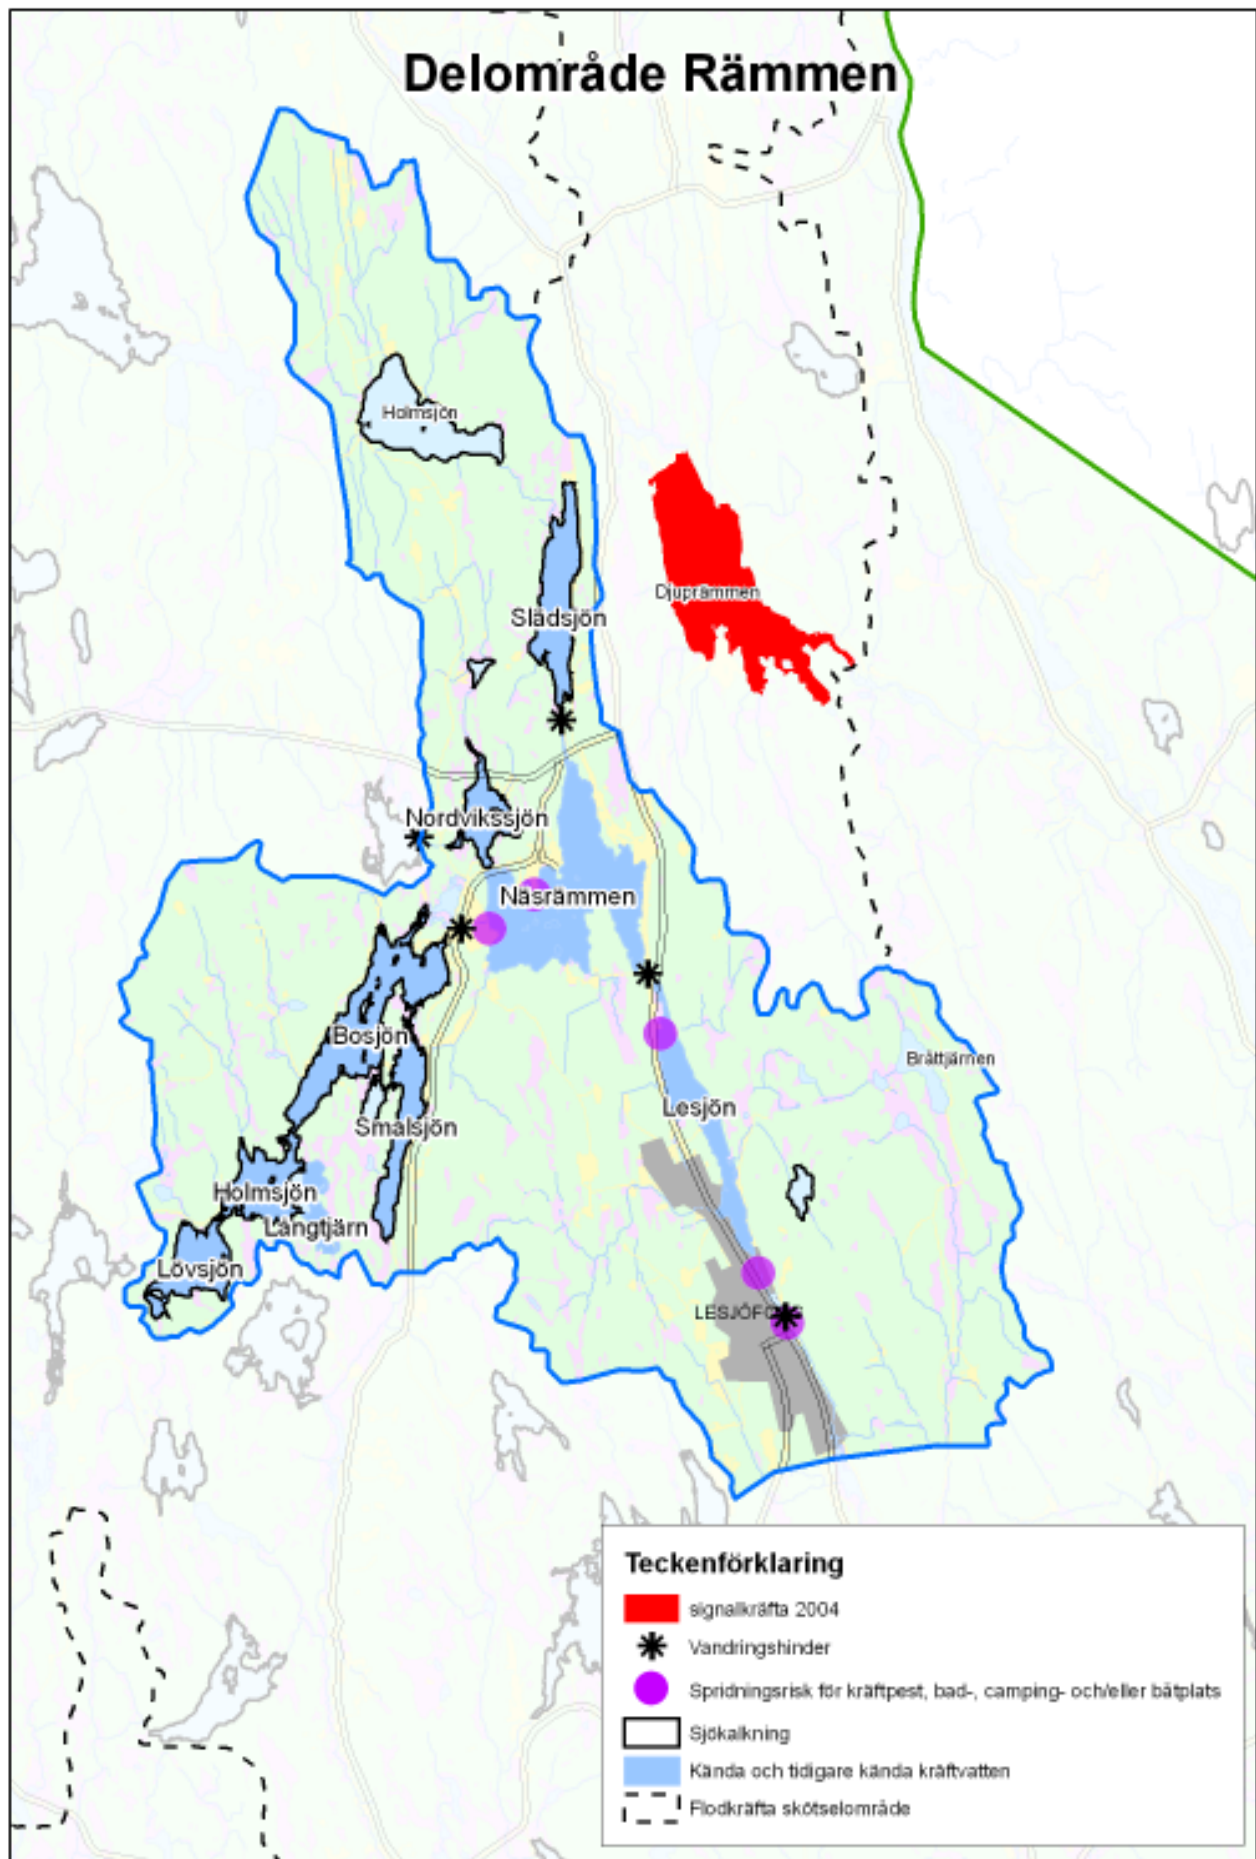 Delområde Rämmen
Holmsjön
Djuprämmen
Slädsjön
Nordvikssjön
Näsrämmen
Bosjön
Bråttjärnen
Lesjön
Smalsjön
Holmsjön
Långtjärn
Lövsjön
Teckenförklaring
signalkräfta 2004
Vandringshinder
Spridningsrisk för kräftpest, bad-, camping- och/eller båtplats
Sjökalkning
Kända och tidigare kända kräftvatten
Flodkräfta skötselområde